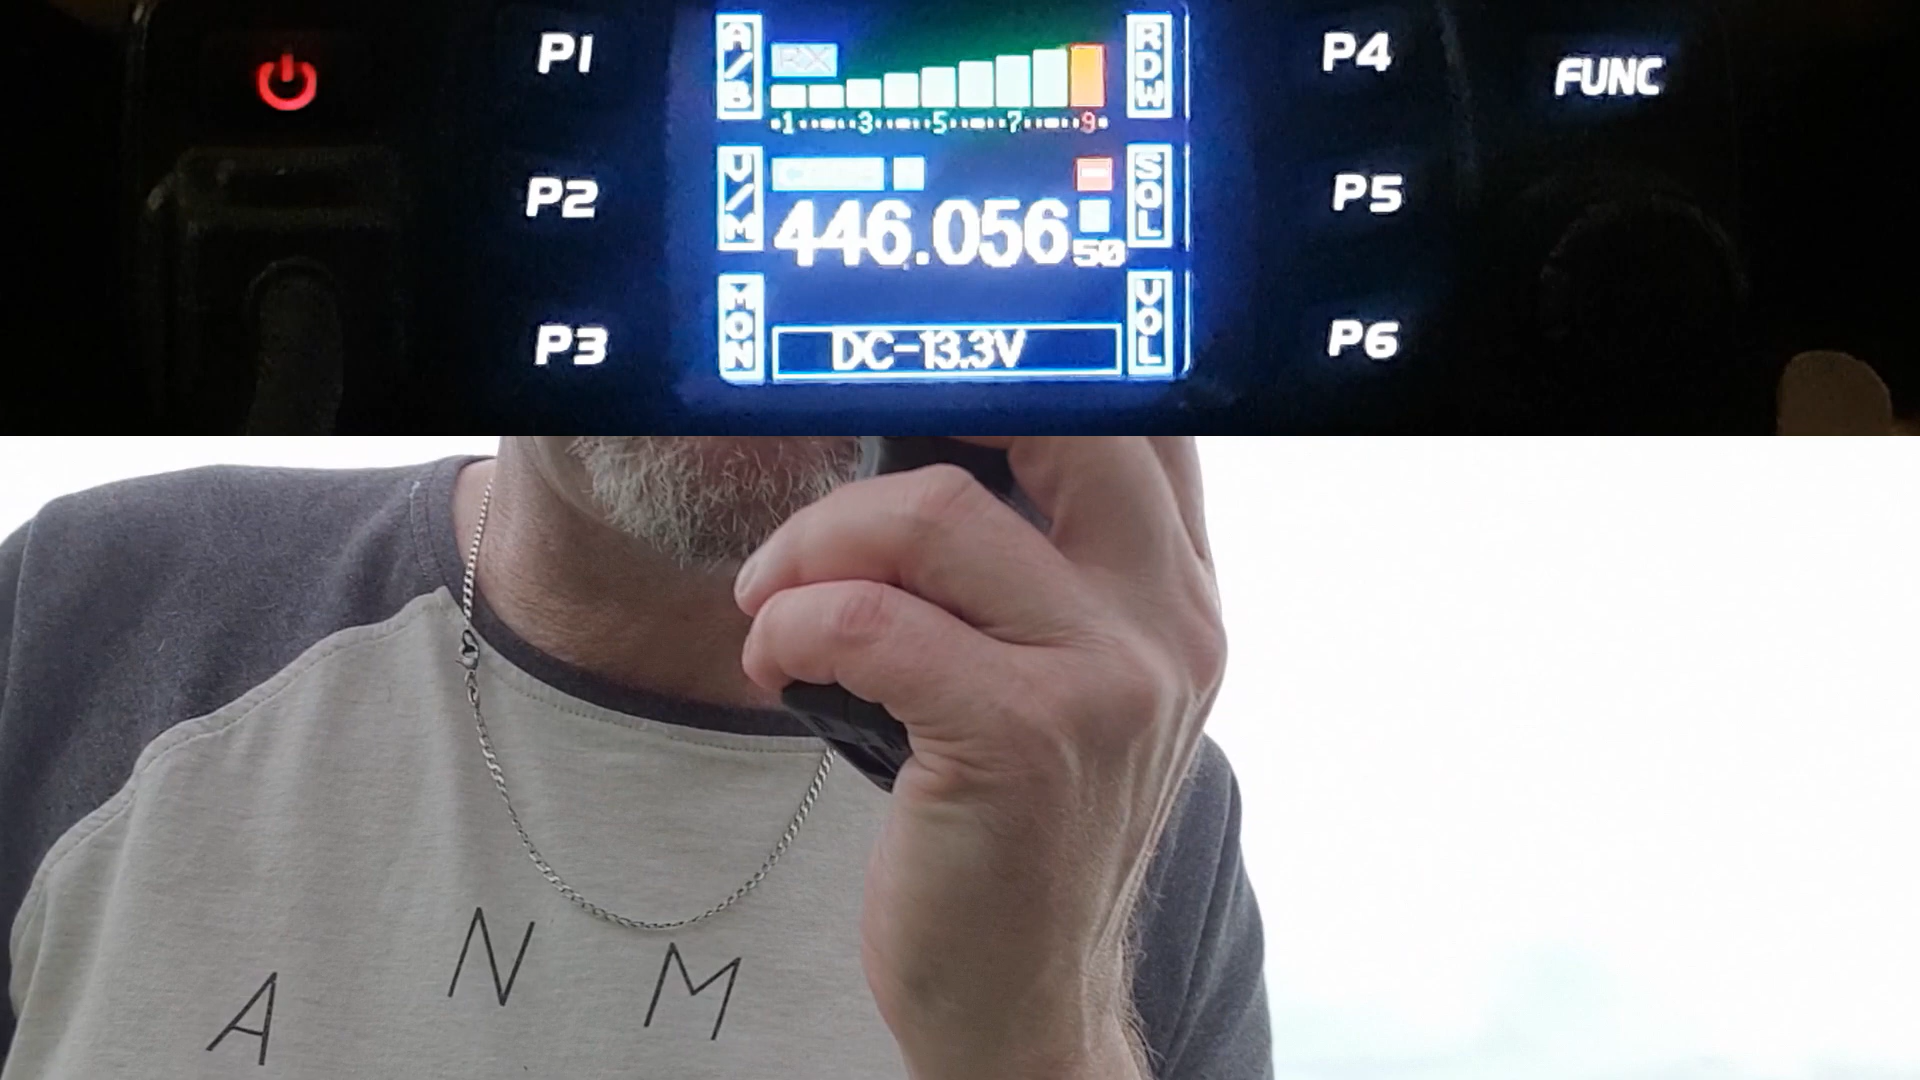 P1
A/B
RX
RDW
P4
FUNC
1 3 5 7 9
P2
V/M
446.056
50
SQL
P5
P3
MON
DC-13.3V
VOL
P6
A N M